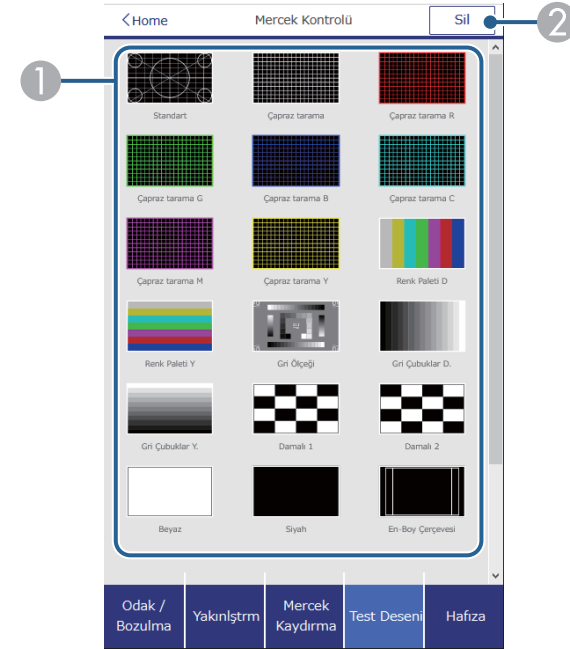 Home
Mercek Kontrolü
Sil
2
1
Standart
Çapraz tarama
Çapraz tarama R
Çapraz tarama G
Çapraz tarama B
Çapraz tarama C
Çapraz tarama M
Çapraz tarama Y
Renk Paleti D
Renk Paleti Y
Gri Ölçeği
Gri Çubuklar D.
Gri Çubuklar Y.
Damalı 1
Damalı 2
Beyaz
Siyah
En-Boy Çerçevesi
Odak /
Bozulma
Yakınlştrm
Mercek
Kaydırma
Test Deseni
Hafıza